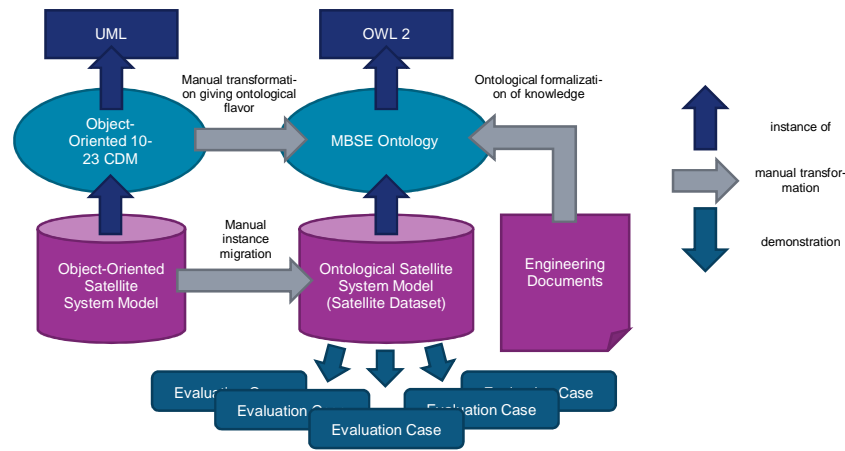 UML
OWL 2
Manual transformati-
on giving ontological
flavor
Ontological formalizati-
on of knowledge
Object-
Oriented 10-
23 CDM
MBSE Ontology
instance of
manual transfor-
mation
demonstration
Manual
instance
migration
Object-Oriented
Satellite
System Model
Ontological Satellite
System Model
(Satellite Dataset)
Engineering
Documents
Evaluation
Evaluation Case
Evaluation
Evaluation Case
Evaluation Case